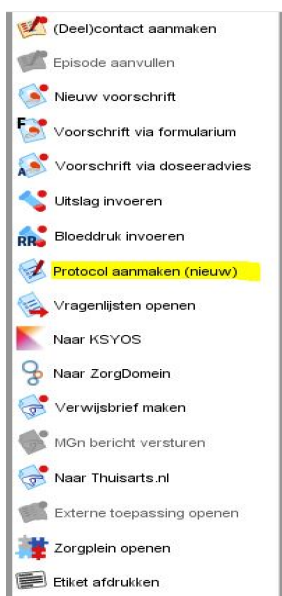 (Deel)contact aanmaken
Episode aanvullen
Nieuw voorschrift
F
Voorschrift via formularium
A
Voorschrift via doseeradvies
Uitslag invoeren
RR
Bloeddruk invoeren
Protocol aanmaken (nieuw)
Vragenlijsten openen
Naar KSYOS
Naar ZorgDomein
Verwijsbrief maken
MGn bericht versturen
Naar Thuisarts.nl
Externe toepassing openen
Zorgplein openen
Etiket afdrukken